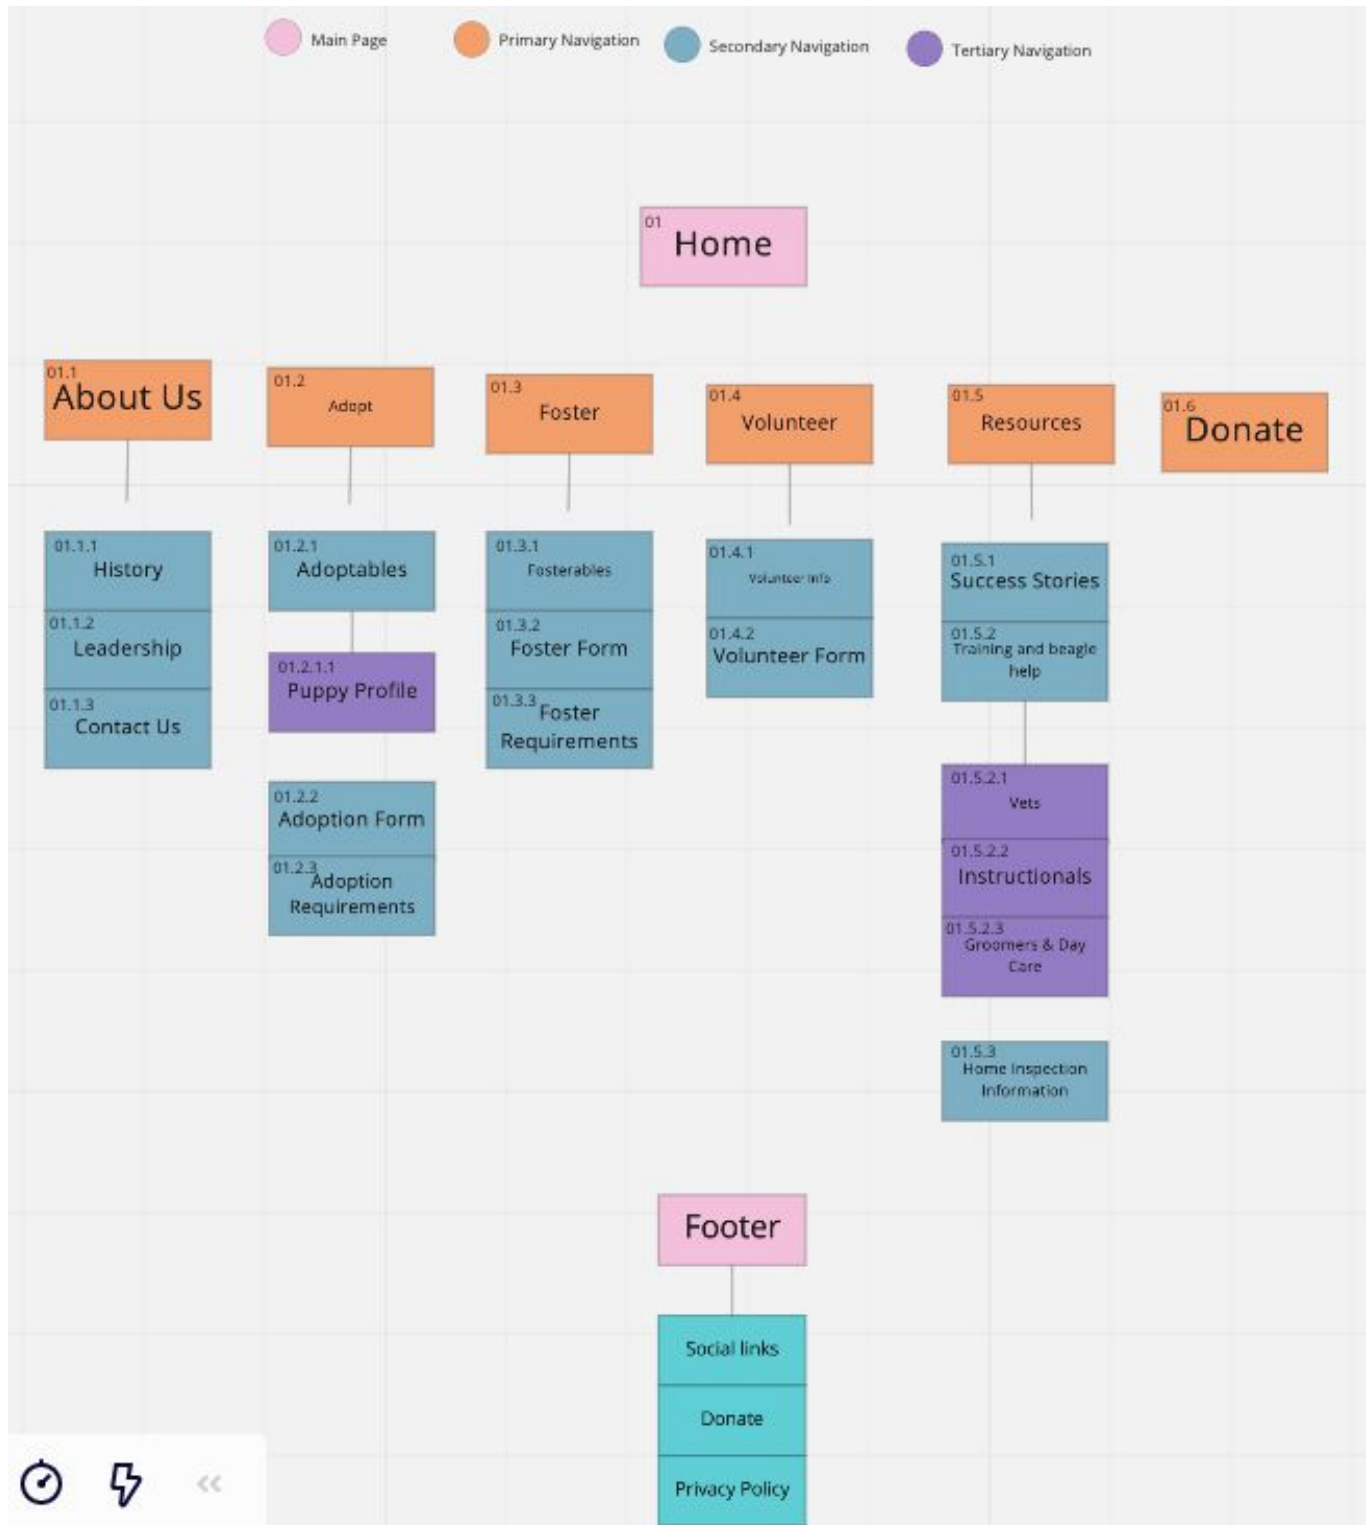 Main Page
Primary Navigation
Secondary Navigation
Tertiary Navigation
01
Home
01.1
About Us
01.2
Adopt
01.3
Foster
01.4
Volunteer
01.5
Resources
01.6
Donate
01.1.1
History
01.1.2
Leadership
01.1.3
Contact Us
01.2.1
Adoptables
01.2.1.1
Puppy Profile
01.2.2
Adoption Form
01.2.3
Adoption
Requirements
01.3.1
Fosterables
01.3.2
Foster Form
01.3.3
Foster
Requirements
01.4.1
Volunteer Info
01.4.2
Volunteer Form
01.5.1
Success Stories
01.5.2
Training and beagle
help
01.5.2.1
Vets
01.5.2.2
Instructionals
01.5.2.3
Groomers & Day
Care
01.5.3
Home Inspection
Information
Footer
Social links
Donate
Privacy Policy